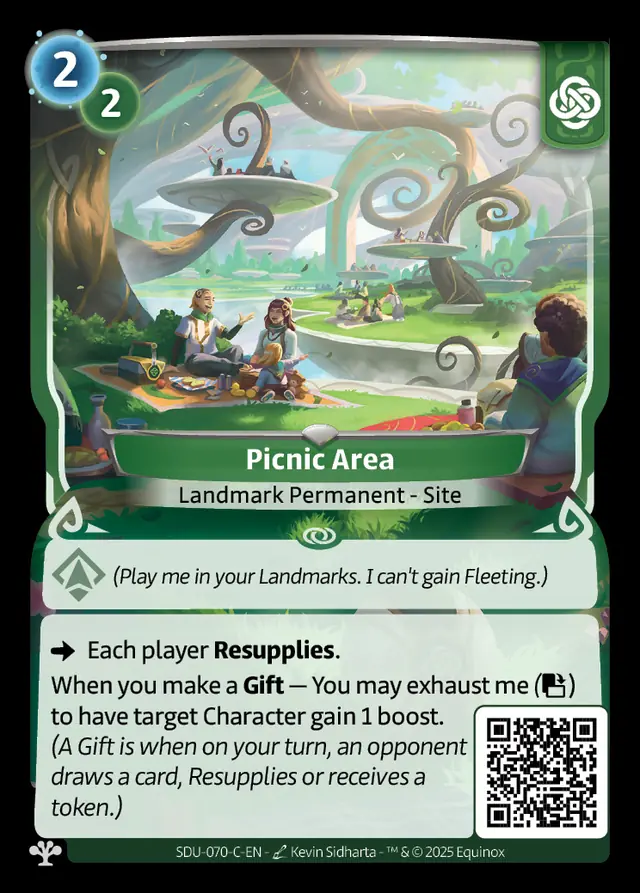 2
2
Picnic Area
Landmark Permanent - Site
(Play me in your Landmarks. I can't gain Fleeting.)
Each player Resupplies.
When you make a Gift — You may exhaust me ( )
to have target Character gain 1 boost.
(A Gift is when on your turn, an opponent
draws a card, Resupplies or receives a
token.)
SDU-070-C-EN - Kevin Sidharta - ™ & © 2025 Equinox